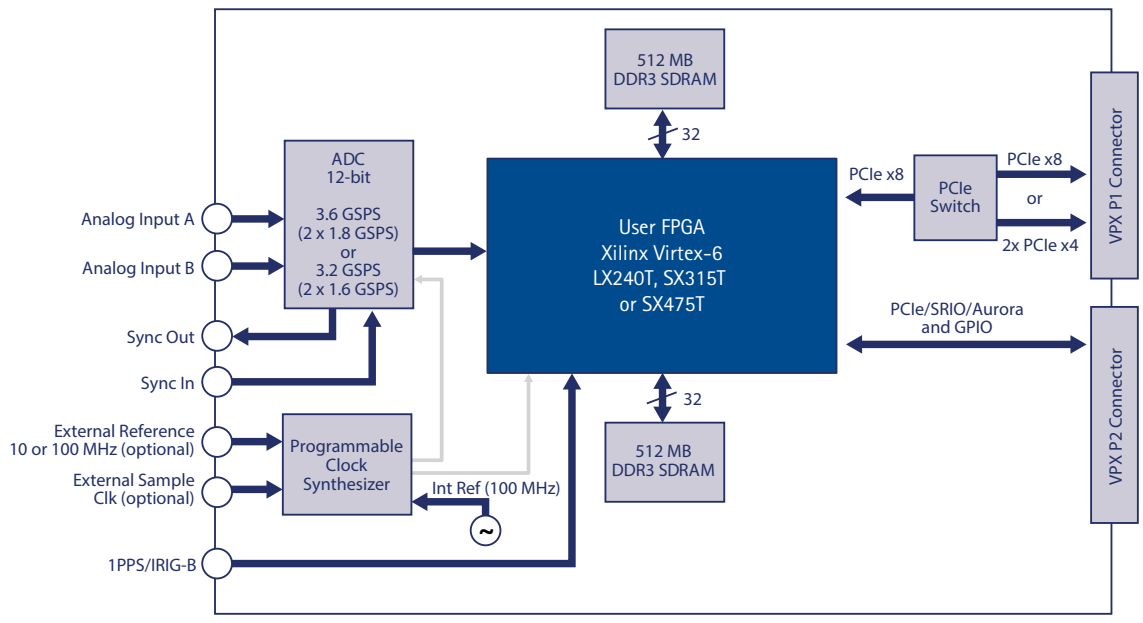 512 MB
DDR3 SDRAM
32
ADC
12-bit
3.6 GSPS
(2 x 1.8 GSPS)
or
3.2 GSPS
(2 x 1.6 GSPS)
Analog Input A
Analog Input B
Sync Out
Sync In
External Reference
10 or 100 MHz (optional)
External Sample
Clk (optional)
1PPS/IRIG-B
Programmable
Clock
Synthesizer
Int Ref (100 MHz)
~
User FPGA
Xilinx Virtex-6
LX240T, SX315T
or SX475T
32
512 MB
DDR3 SDRAM
PCIe x8
PCIe
Switch
PCIe x8
or
2x PCIe x4
PCIe/SRIO/Aurora
and GPIO
VPX P1 Connector
VPX P2 Connector